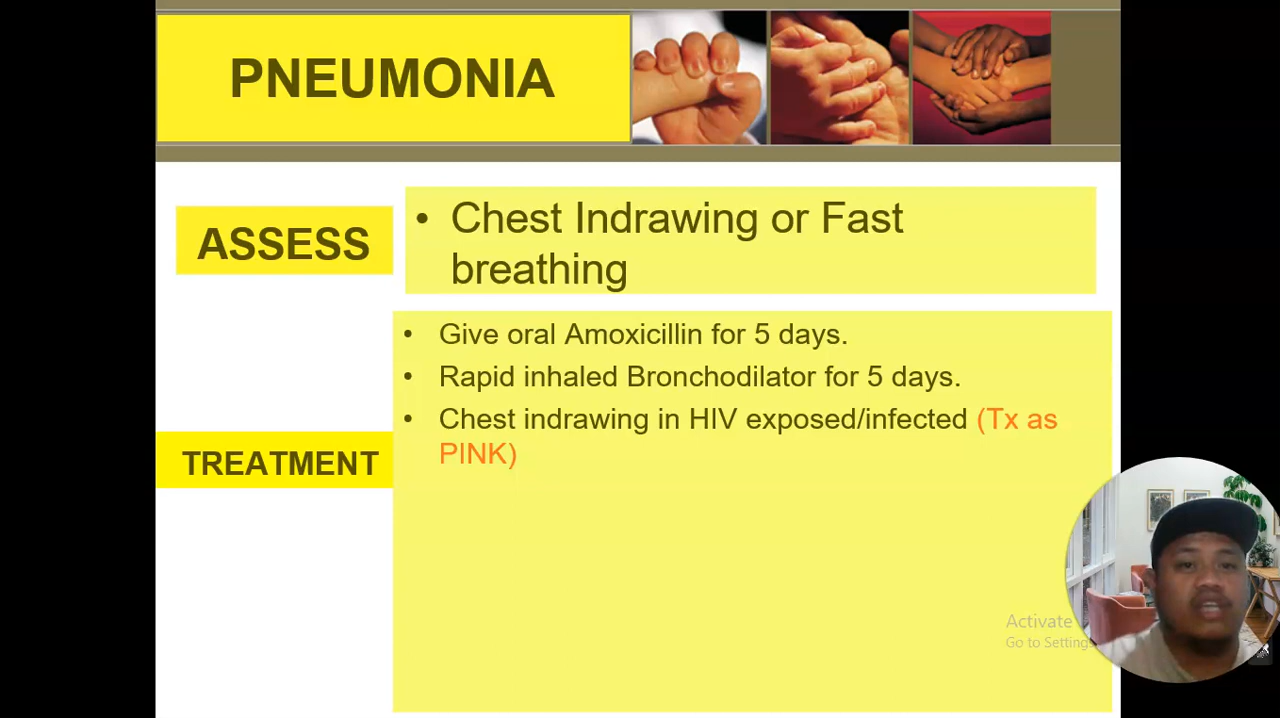 PNEUMONIA
ASSESS
• Chest Indrawing or Fast
breathing
TREATMENT
• Give oral Amoxicillin for 5 days.
• Rapid inhaled Bronchodilator for 5 days.
• Chest indrawing in HIV exposed/infected (Tx as
PINK)
Activate
Go to Settings